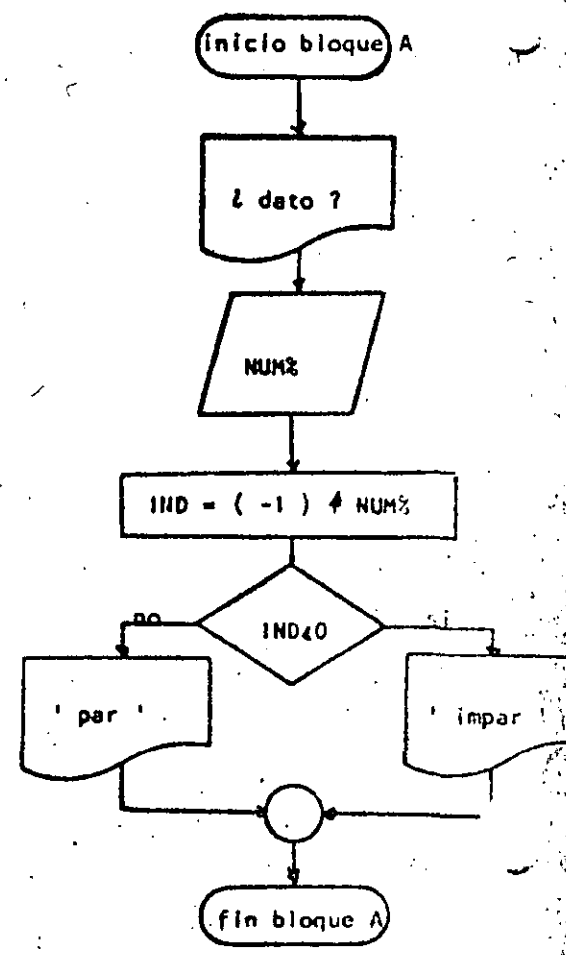 inicio bloque A
¿ dato ?
NUM%
IND = ( -1 ) ↑ NUM%
IND<0
no
si
' par '
' impar '
fin bloque A